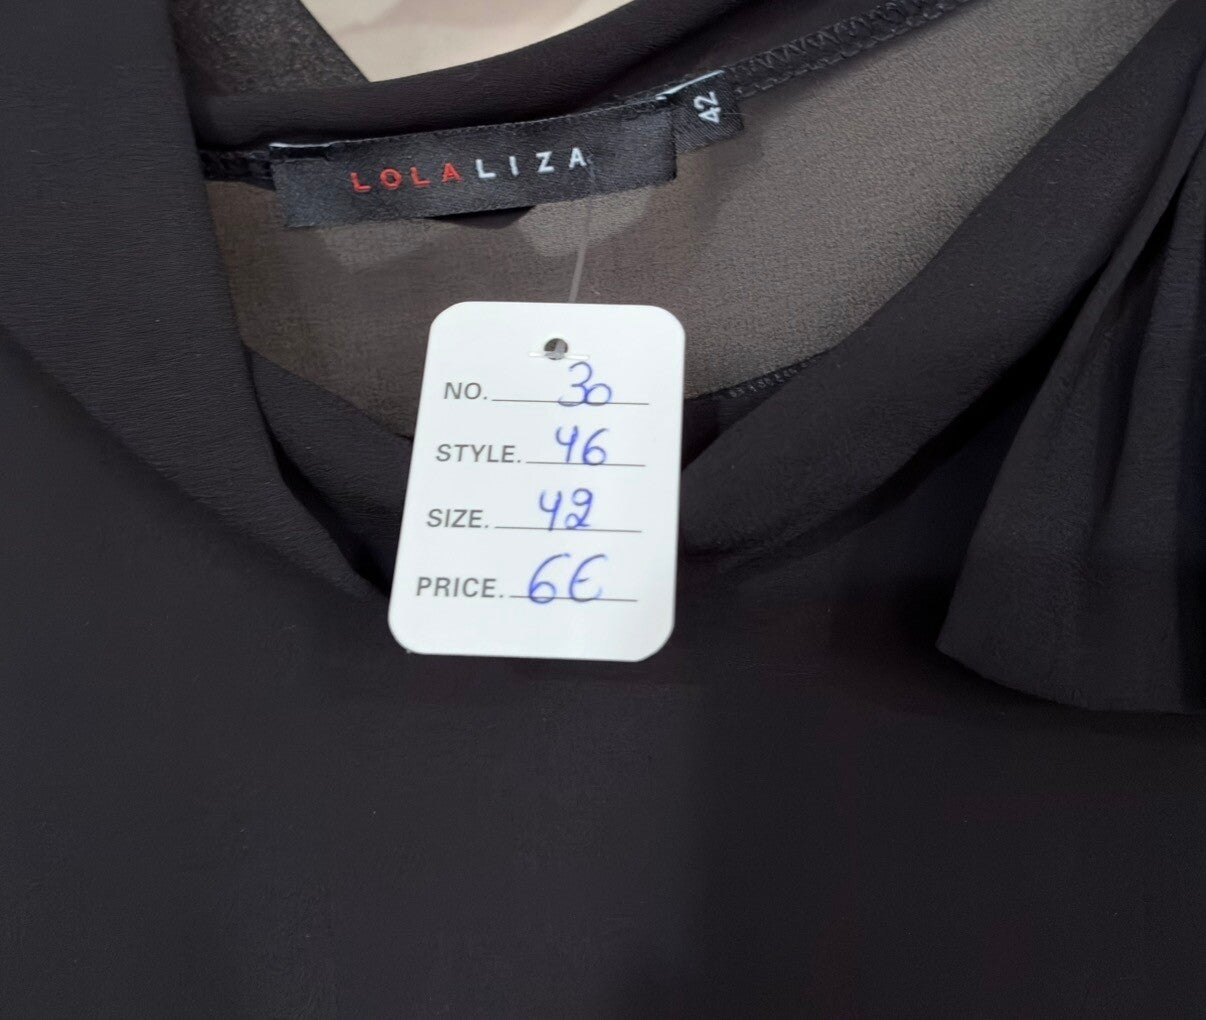 LOLALIZA
42
NO. 30
STYLE. 46
SIZE. 42
PRICE. 6€